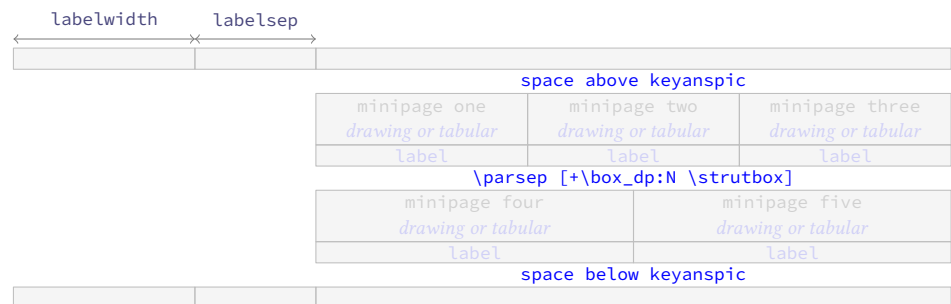 labelwidth labelsep
space above keyanspic
minipage one minipage two minipage three
drawing or tabular drawing or tabular drawing or tabular
label label label
\parsep [+\box_dp:N \strutbox]
minipage four minipage five
drawing or tabular drawing or tabular
label label
space below keyanspic